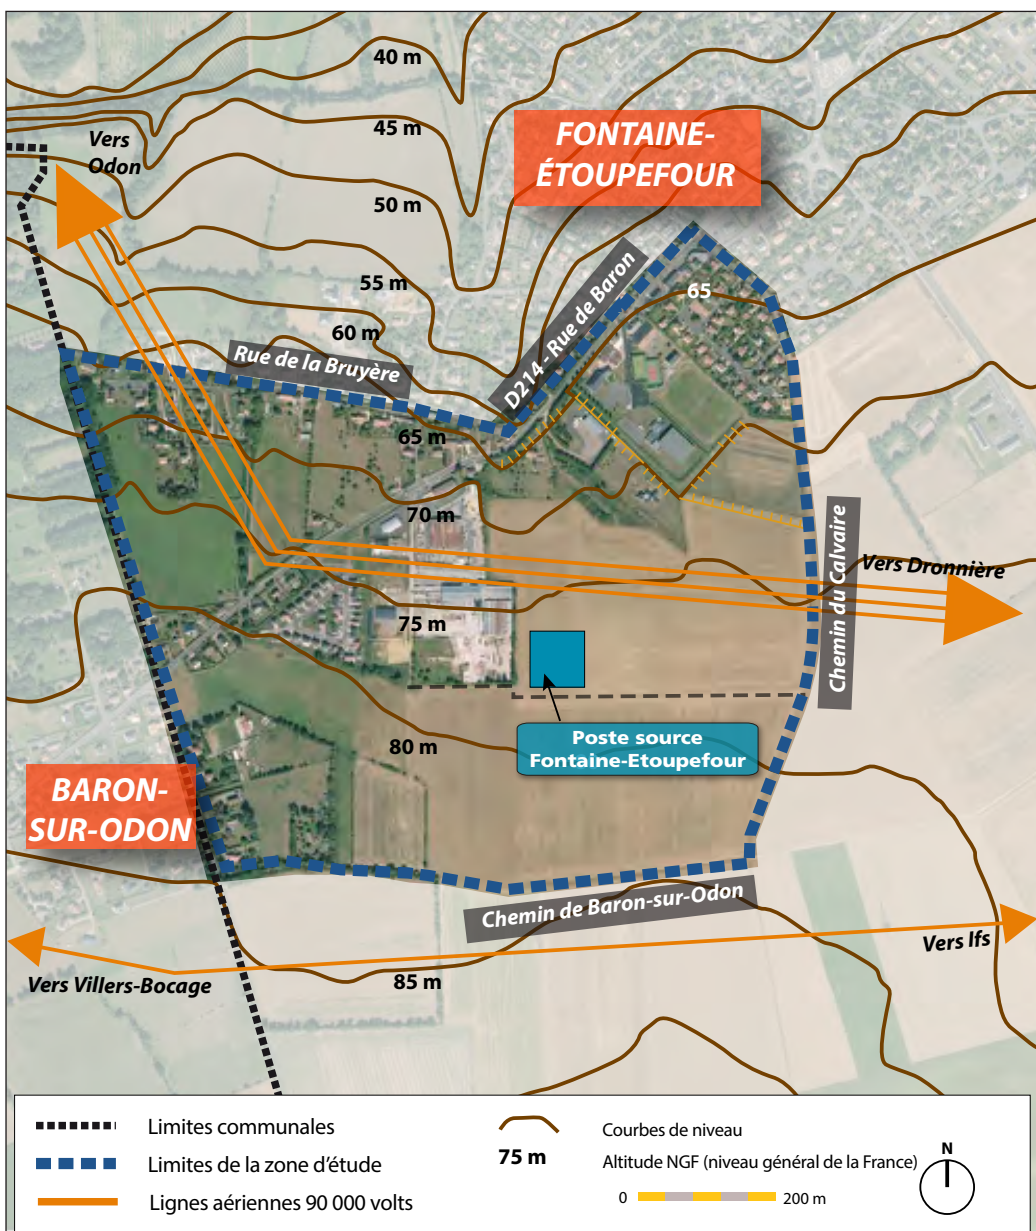 40 m
45 m
Vers
Odon
FONTAINE-
ÉTOUPEFOUR
50 m
55 m
D214 - Rue de Baron
65
60 m
Rue de la Bruyère
65 m
70 m
Chemin du Calvaire
Vers Dronnière
75 m
Poste source
Fontaine-Etoupefour
80 m
BARON-
SUR-ODON
Chemin de Baron-sur-Odon
Vers Ifs
Vers Villers-Bocage
85 m
Limites communales
Limites de la zone d'étude
Lignes aériennes 90 000 volts
75 m
Courbes de niveau
Altitude NGF (niveau général de la France)
0 200 m
N